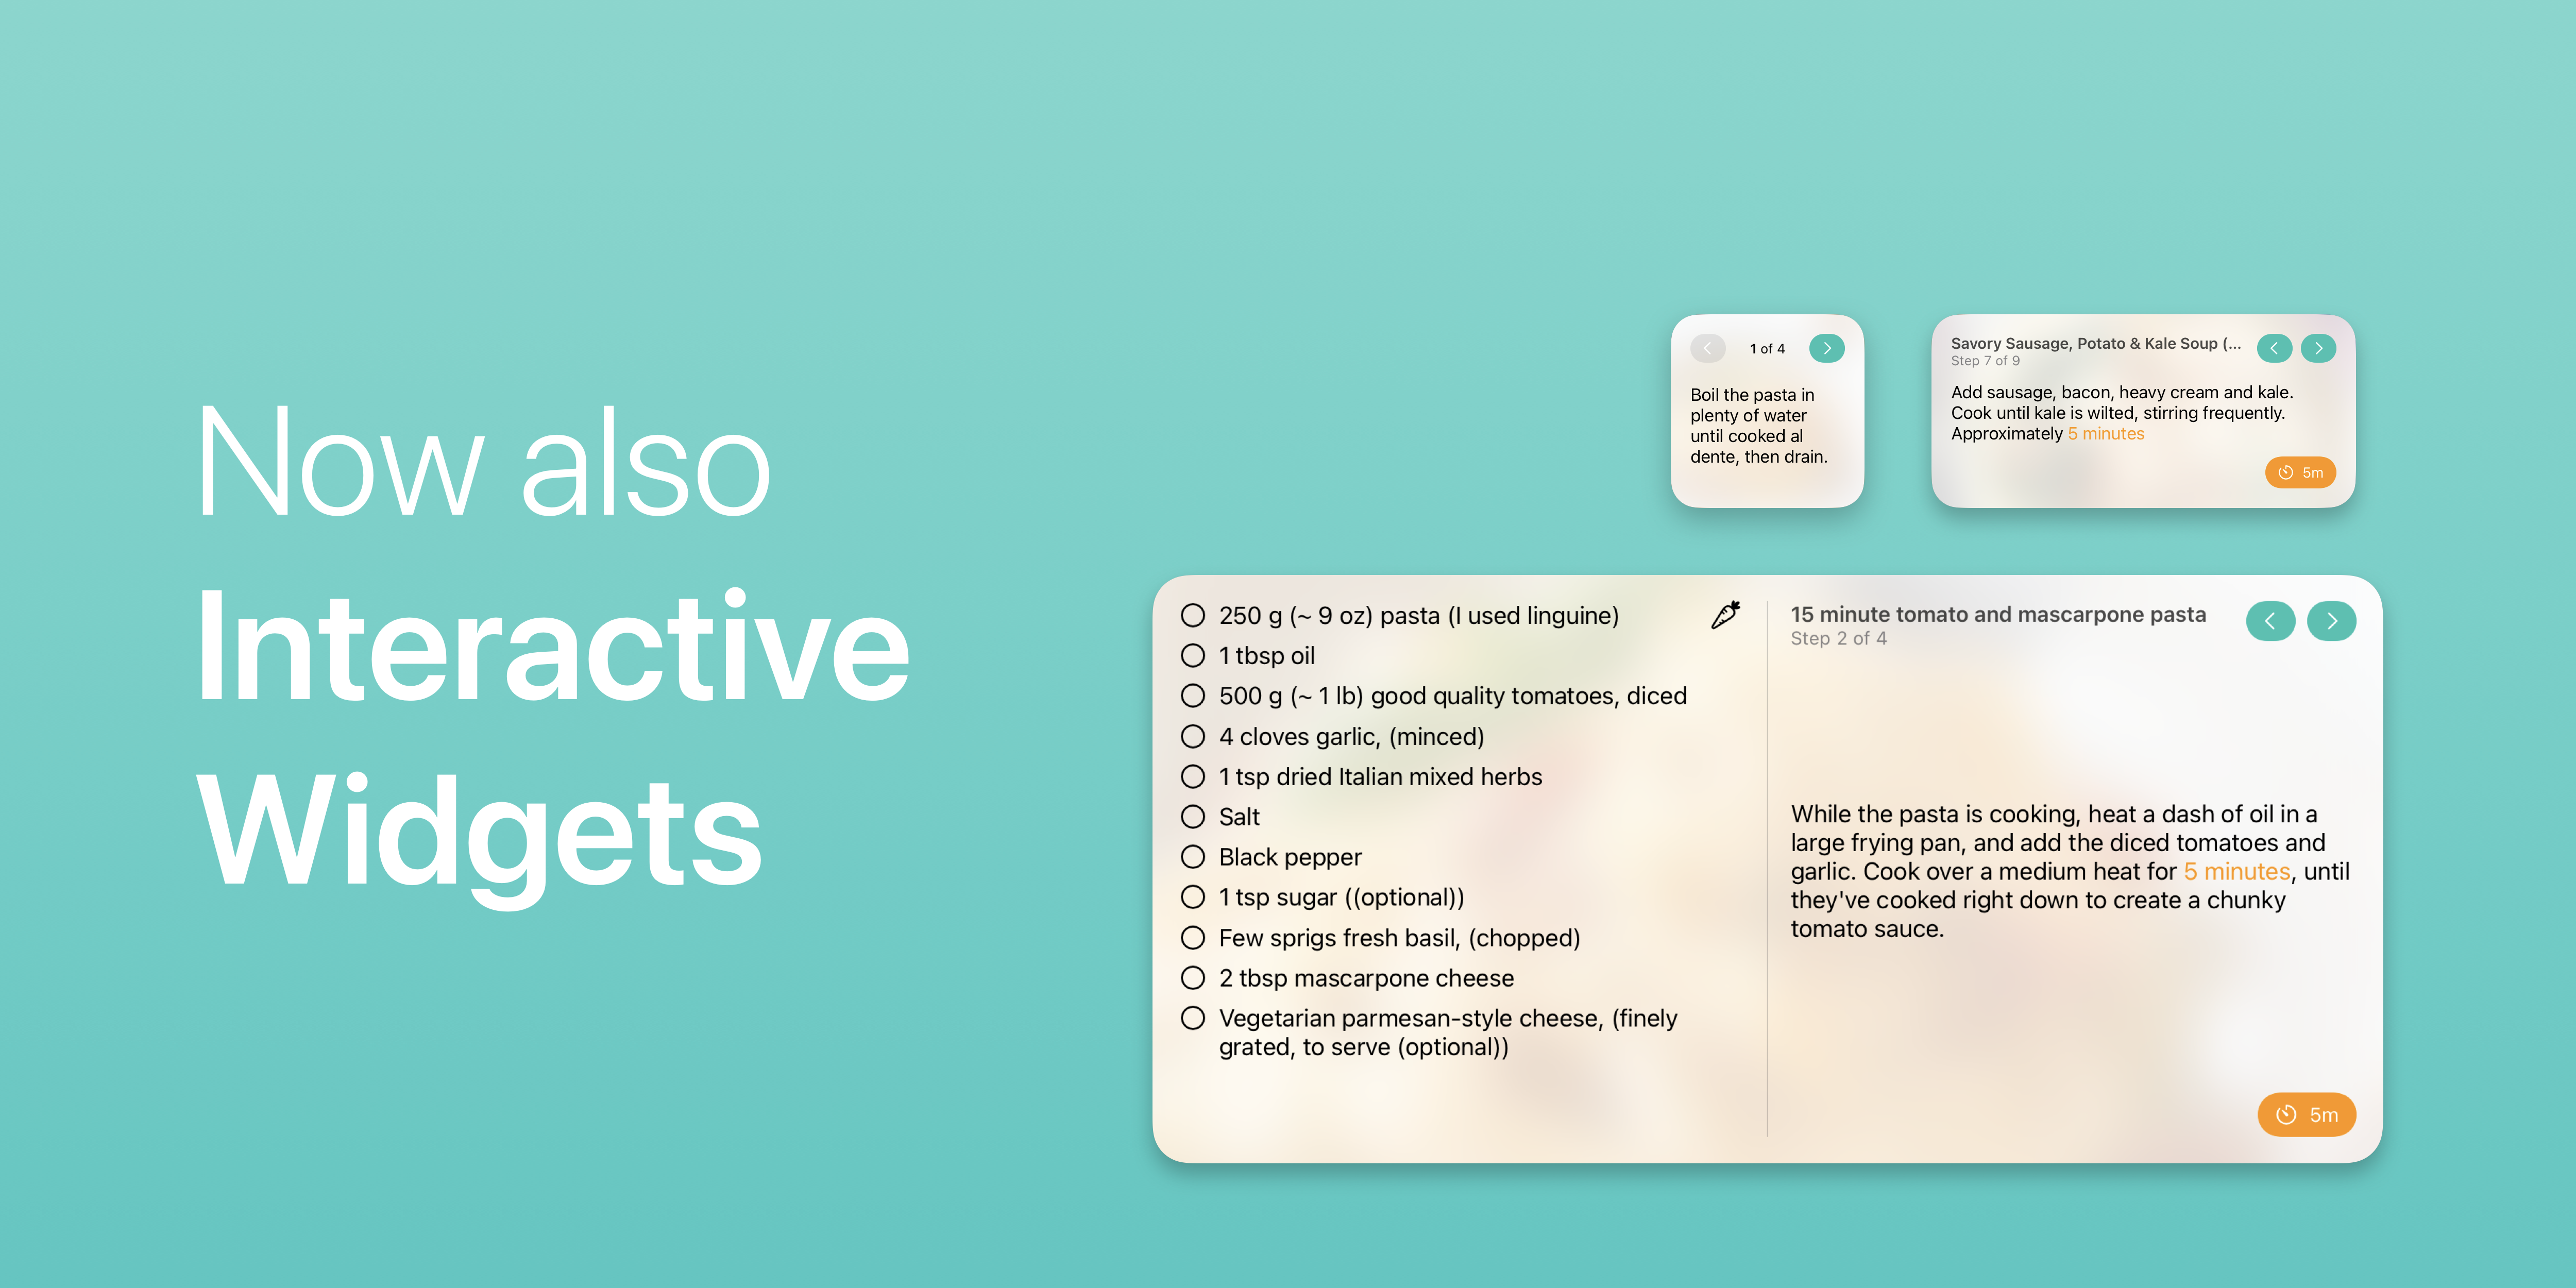 Now also
Interactive
Widgets
1 of 4
Boil the pasta in
plenty of water
until cooked al
dente, then drain.
Savory Sausage, Potato & Kale Soup (...
Step 7 of 9
Add sausage, bacon, heavy cream and kale.
Cook until kale is wilted, stirring frequently.
Approximately 5 minutes
5m
250 g (~ 9 oz) pasta (I used linguine)
1 tbsp oil
500 g (~ 1 lb) good quality tomatoes, diced
4 cloves garlic, (minced)
1 tsp dried Italian mixed herbs
Salt
Black pepper
1 tsp sugar ((optional))
Few sprigs fresh basil, (chopped)
2 tbsp mascarpone cheese
Vegetarian parmesan-style cheese, (finely
grated, to serve (optional))
15 minute tomato and mascarpone pasta
Step 2 of 4
While the pasta is cooking, heat a dash of oil in a
large frying pan, and add the diced tomatoes and
garlic. Cook over a medium heat for 5 minutes, until
they've cooked right down to create a chunky
tomato sauce.
5m